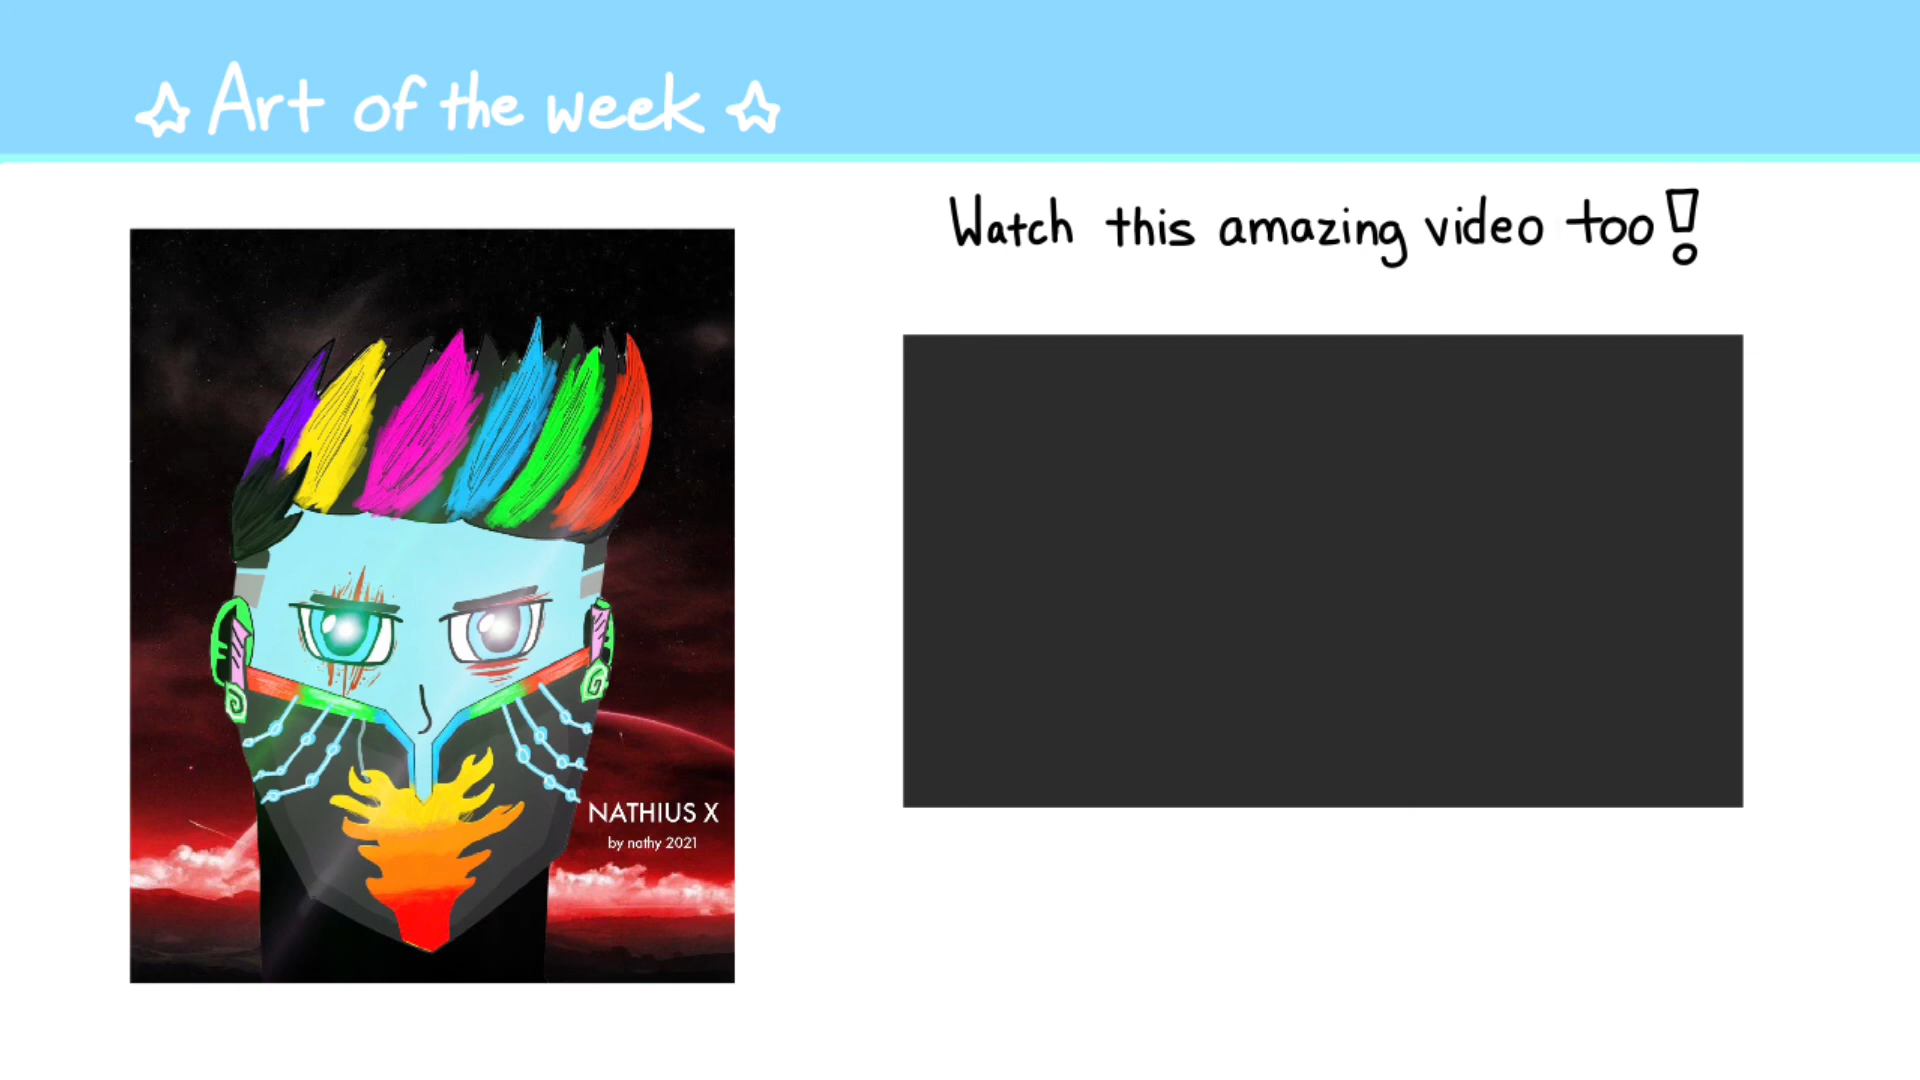 Art of the week
Watch this amazing video too!
NATHIUS X
by nathy 2021